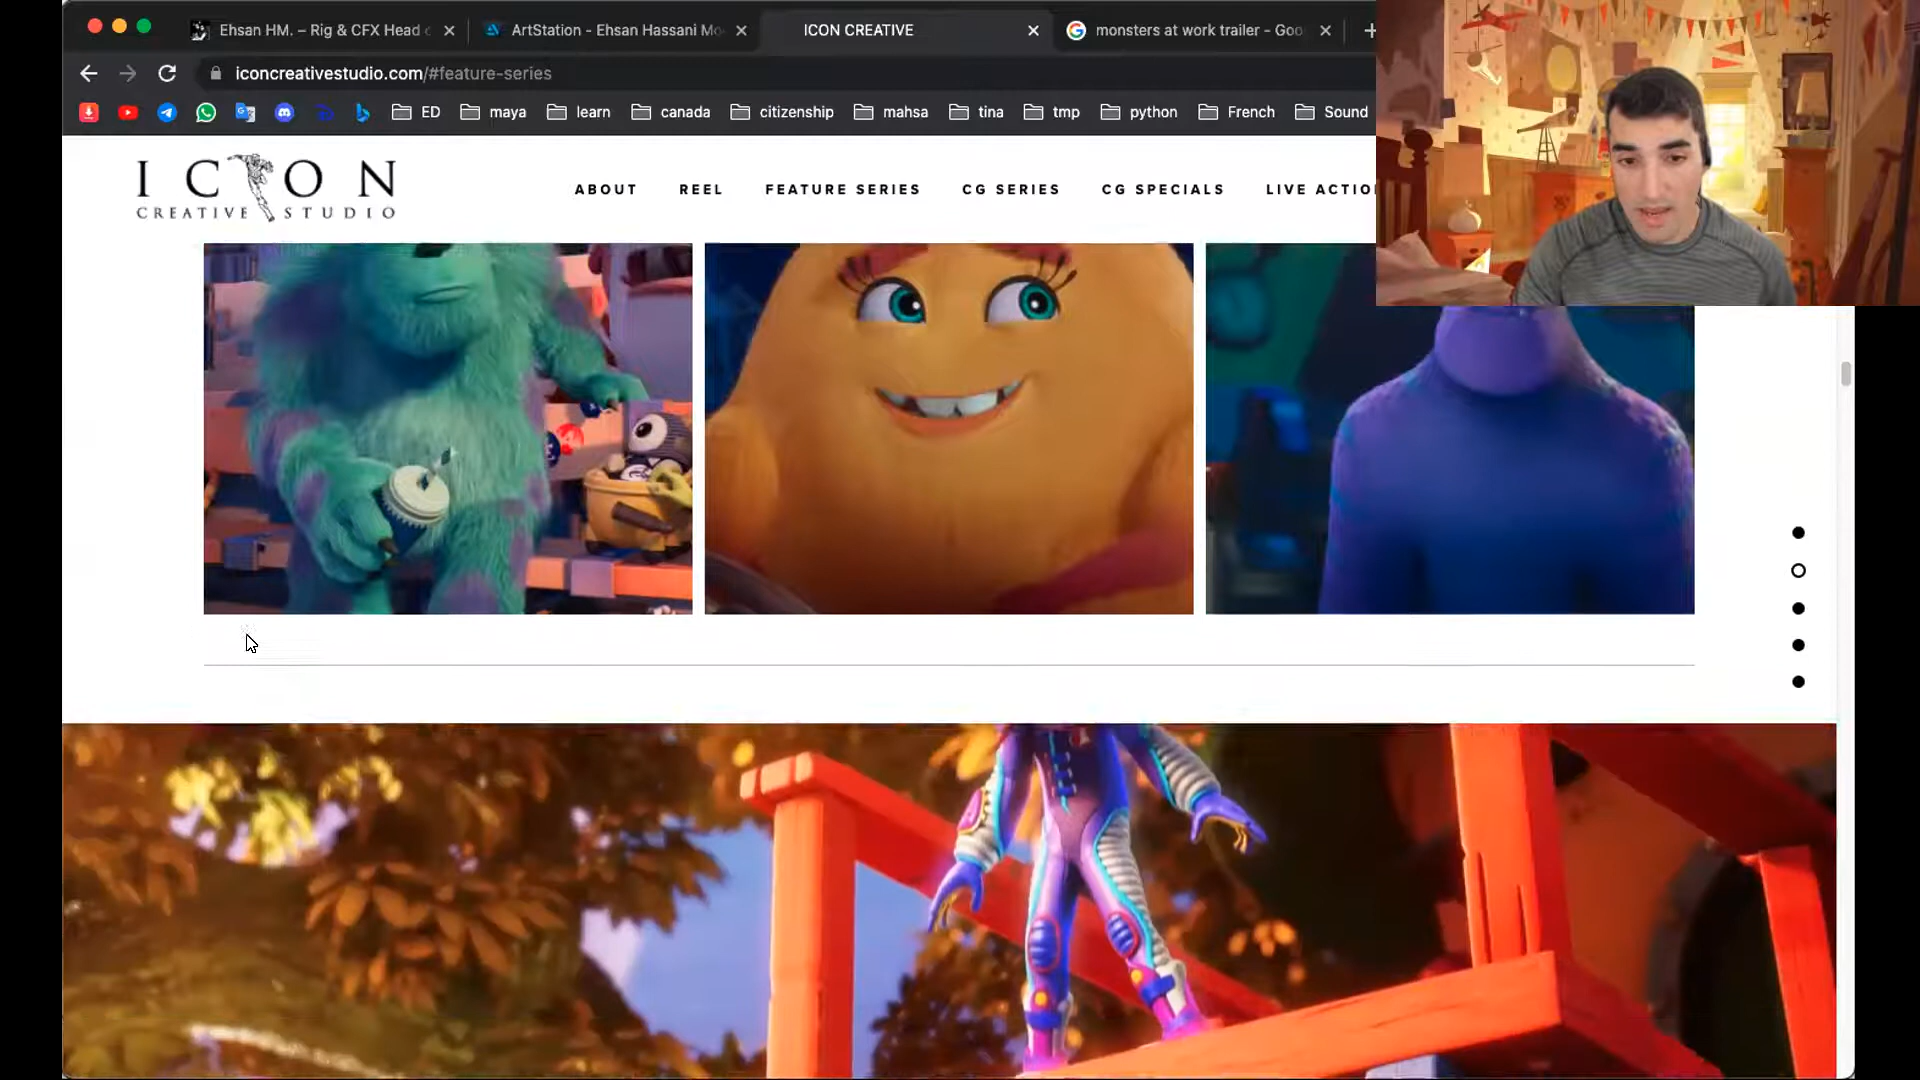 Ehsan HM. – Rig & CFX Head
ArtStation - Ehsan Hassani Mo
ICON CREATIVE
monsters at work trailer - Goo
iconcreativestudio.com/#feature-series
ED
maya
learn
canada
citizenship
mahsa
tina
tmp
python
French
Sound
ICON
CREATIVE STUDIO
ABOUT
REEL
FEATURE SERIES
CG SERIES
CG SPECIALS
LIVE ACTION